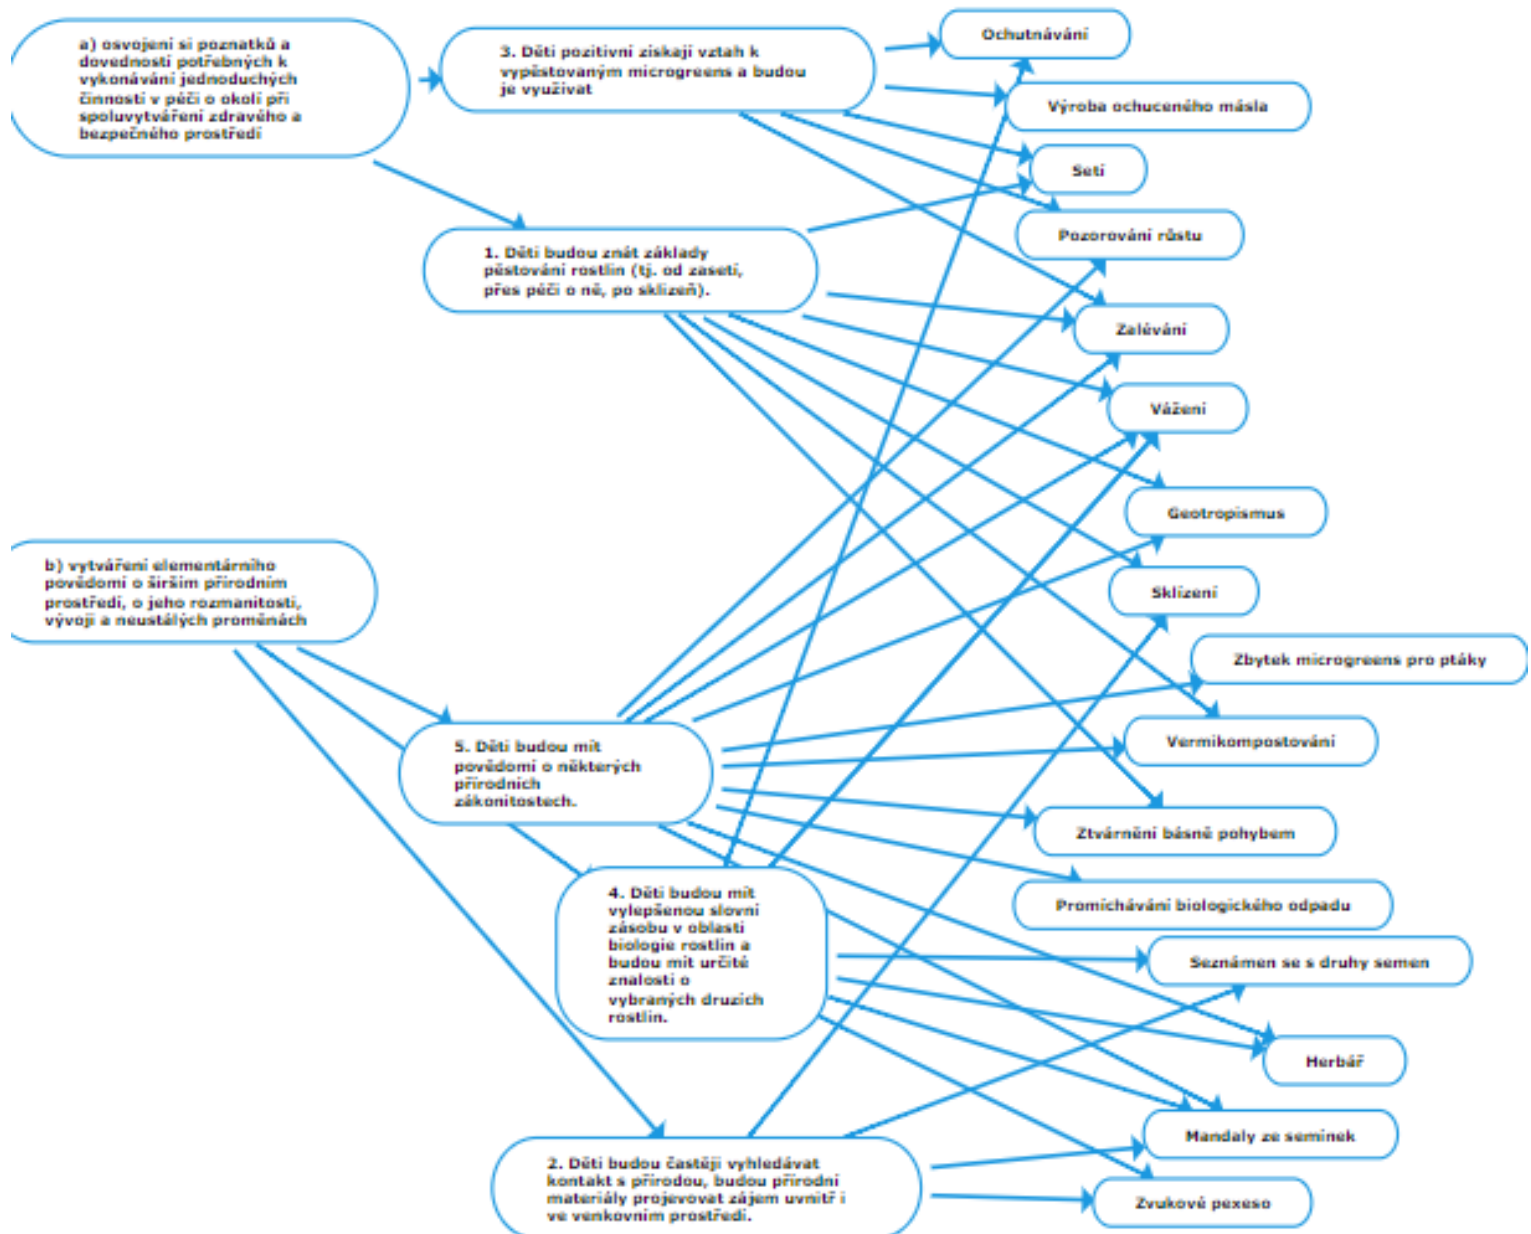 a) osvojení si poznatků a
dovedností potřebných k
vykonávání jednoduchých
činností v péči o okolí při
spoluvytváření zdravého a
bezpečného prostředí
3. Děti pozitivní získají vztah k
vypěstovaným microgreens a budou
je využívat
Ochutnávání
Výroba ochuceného másla
Setí
1. Děti budou znát základy
pěstování rostlin (tj. od zasetí,
přes péči o ně, po sklizeň).
Pozorování růstu
Zalévání
Vážení
Geotropismus
b) vytváření elementárního
povědomí o širším přírodním
prostředí, o jeho rozmanitosti,
vývoji a neustálých proměnách
Sklízení
Zbytek microgreens pro ptáky
5. Děti budou mít
povědomí o některých
přírodních
zákonitostech.
Vermikompostování
Ztvárnění básně pohybem
4. Děti budou mít
vylepšenou slovní
zásobu v oblasti
biologie rostlin a
budou mít určité
znalosti o
vybraných druzích
rostlin.
Promíchávání biologického odpadu
Seznámen se s druhy semen
Herbář
Mandaly ze semínek
2. Děti budou častěji vyhledávat
kontakt s přírodou, budou přírodní
materiály projevovat zájem uvnitř i
ve venkovním prostředí.
Zvukové pexeso